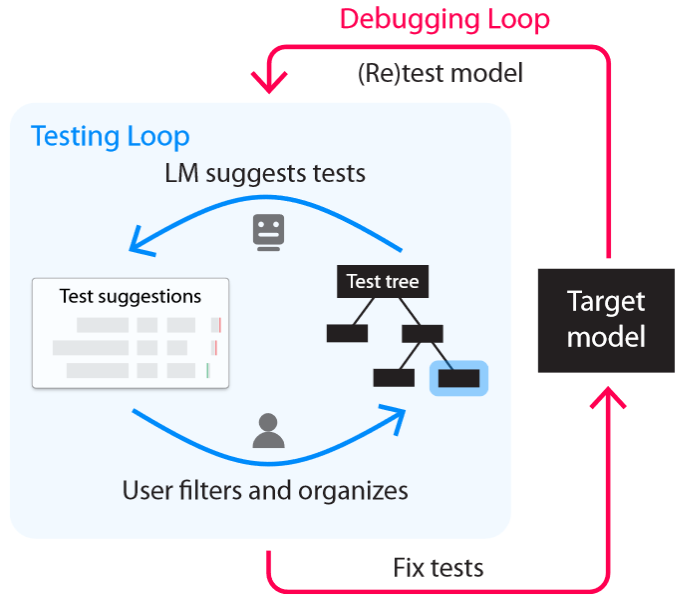 Debugging Loop
(Re)test model
Testing Loop
LM suggests tests
Test suggestions
Test tree
Target
model
User filters and organizes
Fix tests